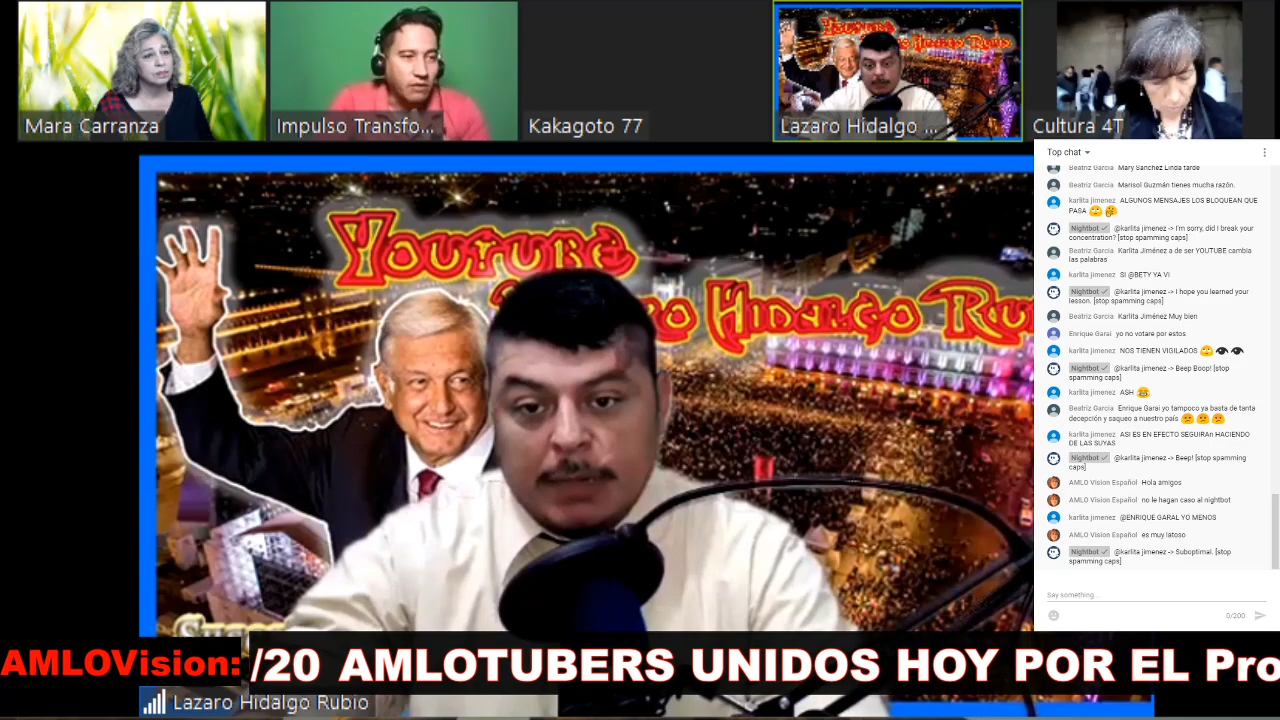 Mara Carranza
Impulso Transfo...
Kakagoto 77
Youtube
Hidalgo Rubio
Lazaro Hidalgo ...
Cultura 4T
Top chat
Beatriz Garcia Mary Sanchez Linda tarde
Beatriz Garcia Marisol Guzmán tienes mucha razón.
karlita jimenez ALGUNOS MENSAJES LOS BLOQUEAN QUE
PASA
Nightbot @karlita jimenez -> I'm sorry, did I break your
concentration? [stop spamming caps]
Beatriz Garcia Karlita Jiménez a de ser YOUTUBE cambia
las palabras
karlita jimenez SI @BETY YA VI
Nightbot @karlita jimenez -> I hope you learned your
lesson. [stop spamming caps]
Beatriz Garcia Karlita Jiménez Muy bien
Enrique Garai yo no votare por estos
karlita jimenez NOS TIENEN VIGILADOS
Nightbot @karlita jimenez -> Beep Boop! [stop
spamming caps]
karlita jimenez ASH
Beatriz Garcia Enrique Garai yo tampoco ya basta de tanta
decepción y saqueo a nuestro país
karlita jimenez ASI ES EN EFECTO SEGUIRAn HACIENDO
DE LAS SUYAS
Nightbot @karlita jimenez -> Beep! [stop spamming
caps]
AMLO Vision Español Hola amigos
AMLO Vision Español no le hagan caso al nightbot
karlita jimenez @ENRIQUE GARAL YO MENOS
AMLO Vision Español es muy latoso
Nightbot @karlita jimenez -> Suboptimal. [stop
spamming caps]
Say something...
0/200
Youtube
Hidalgo Ru
AMLOVision: /20 AMLOTUBERS UNIDOS HOY POR EL Pro
Lazaro Hidalgo Rubio